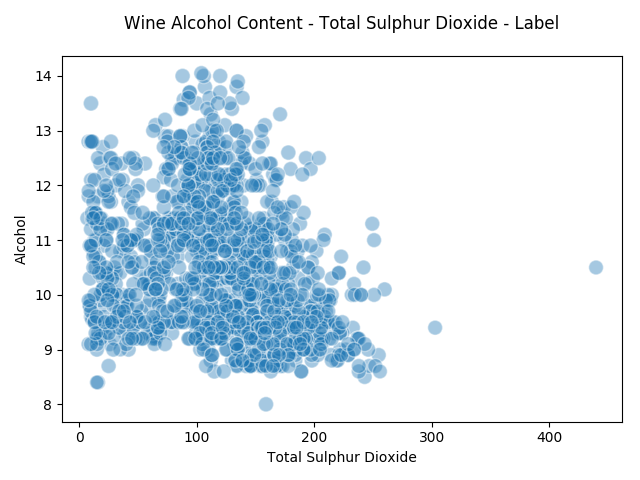 Wine Alcohol Content - Total Sulphur Dioxide - Label
14
13
12
11
10
9
8
Alcohol
0 100 200 300 400
Total Sulphur Dioxide